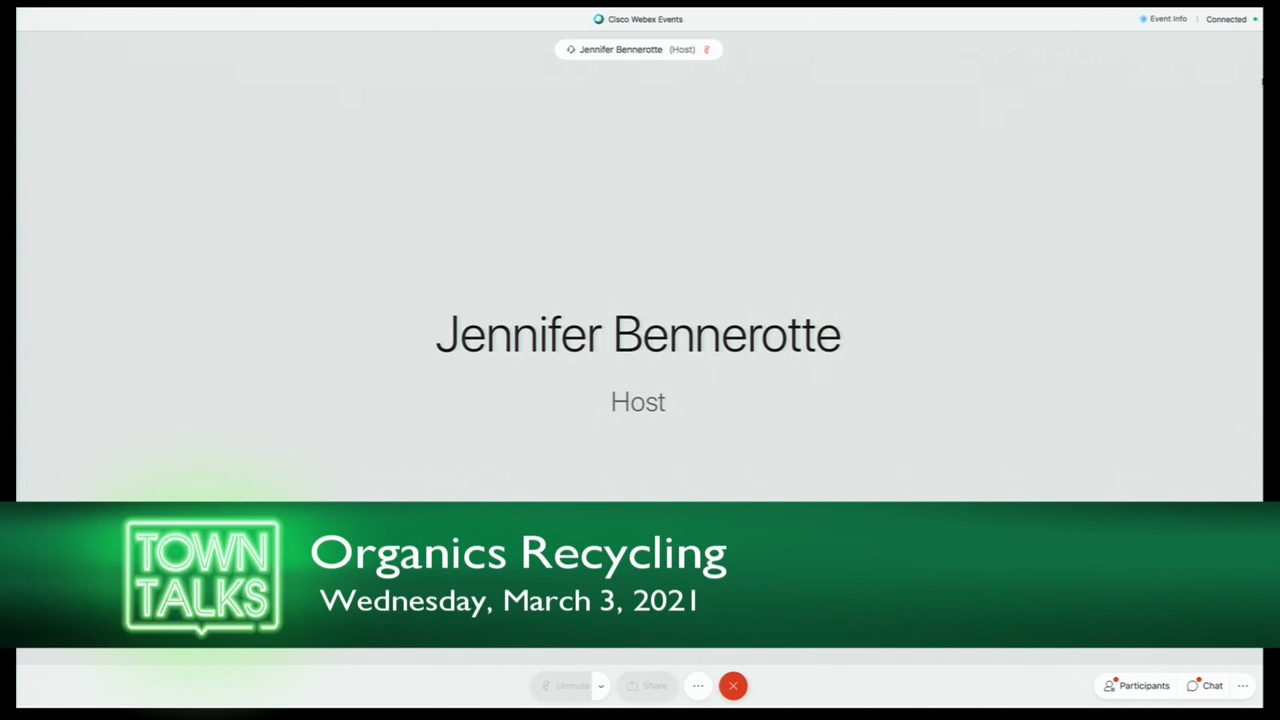 Cisco Webex Events
Event Info
Connected
Jennifer Bennerotte (Host)
Jennifer Bennerotte
Host
TOWN
TALKS
Organics Recycling
Wednesday, March 3, 2021
Unmute
Share
Participants
Chat